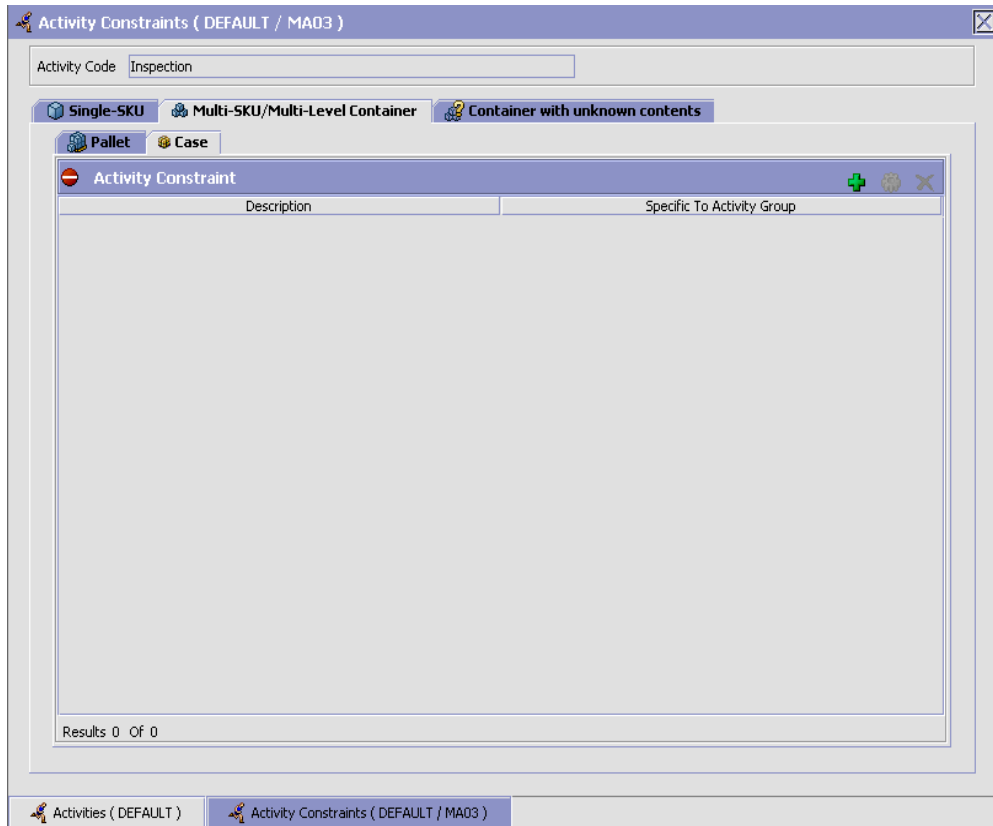 Activity Constraints ( DEFAULT / MA03 )
Activity Code Inspection
Single-SKU Multi-SKU/Multi-Level Container Container with unknown contents
Pallet Case
Activity Constraint
Description Specific To Activity Group
Results 0 Of 0
Activities ( DEFAULT ) Activity Constraints ( DEFAULT / MA03 )